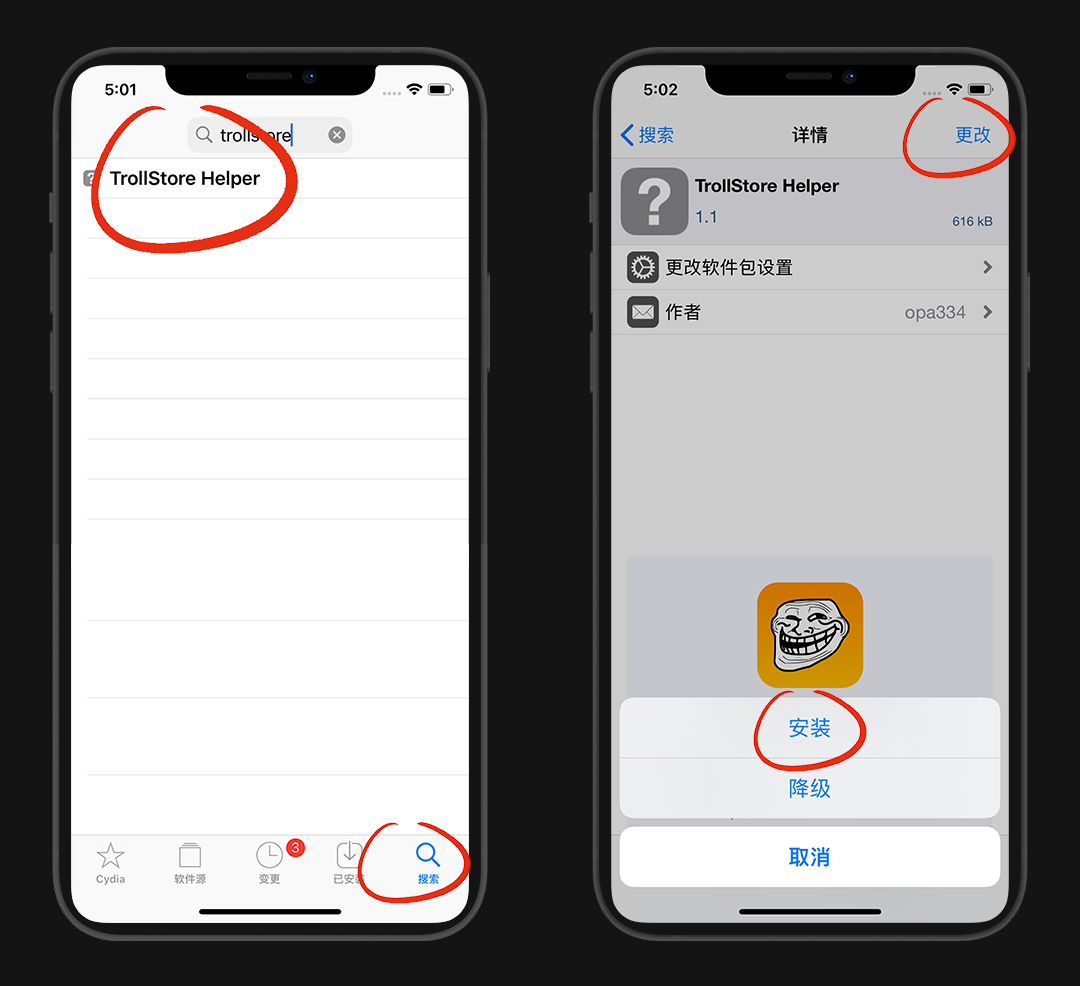 5:01
trollstore
TrollStore Helper
Cydia
软件源
变更
3
已安装
搜索
5:02
搜索
详情
更改
TrollStore Helper
1.1
616 kB
更改软件包设置
作者
opa334
安装
降级
取消